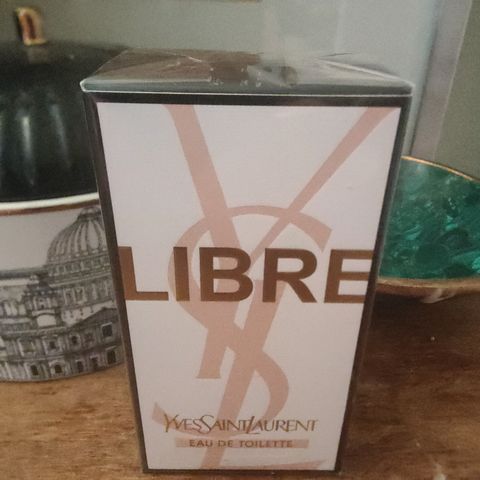 LIBRE
YVESSAINTLAURENT
EAU DE TOILETTE